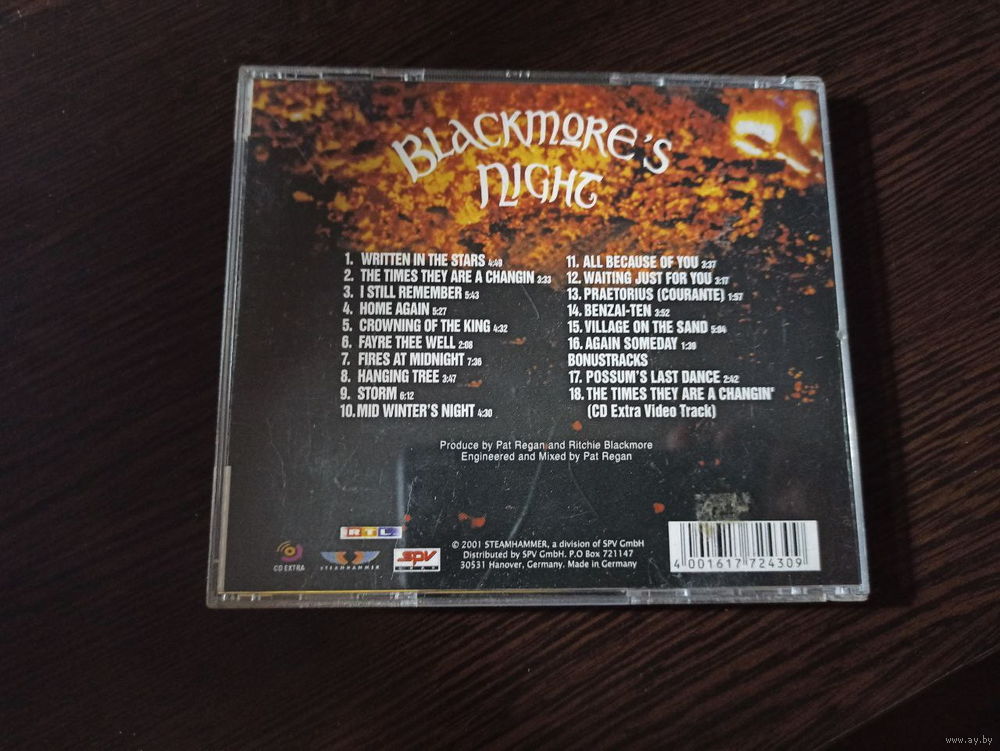 BLACKMORE'S
NIGHT
1. WRITTEN IN THE STARS 4:49
2. THE TIMES THEY ARE A CHANGIN 3:33
3. I STILL REMEMBER 5:43
4. HOME AGAIN 5:27
5. CROWNING OF THE KING 4:32
6. FAYRE THEE WELL 2:08
7. FIRES AT MIDNIGHT 7:36
8. HANGING TREE 3:47
9. STORM 6:12
10. MID WINTER'S NIGHT 4:30
11. ALL BECAUSE OF YOU 3:37
12. WAITING JUST FOR YOU 3:17
13. PRAETORIUS (COURANTE) 1:57
14. BENZAI-TEN 3:52
15. VILLAGE ON THE SAND 5:04
16. AGAIN SOMEDAY 1:39
BONUSTRACKS
17. POSSUM'S LAST DANCE 2:42
18. THE TIMES THEY ARE A CHANGIN'
(CD Extra Video Track)
Produce by Pat Regan and Ritchie Blackmore
Engineered and Mixed by Pat Regan
CD EXTRA
RTL
STEAMHAMMER
SPV
© 2001 STEAMHAMMER, a division of SPV GmbH
Distributed by SPV GmbH. P.O Box 721147
30531 Hanover, Germany. Made in Germany
4 001617 724309
www.ay.by